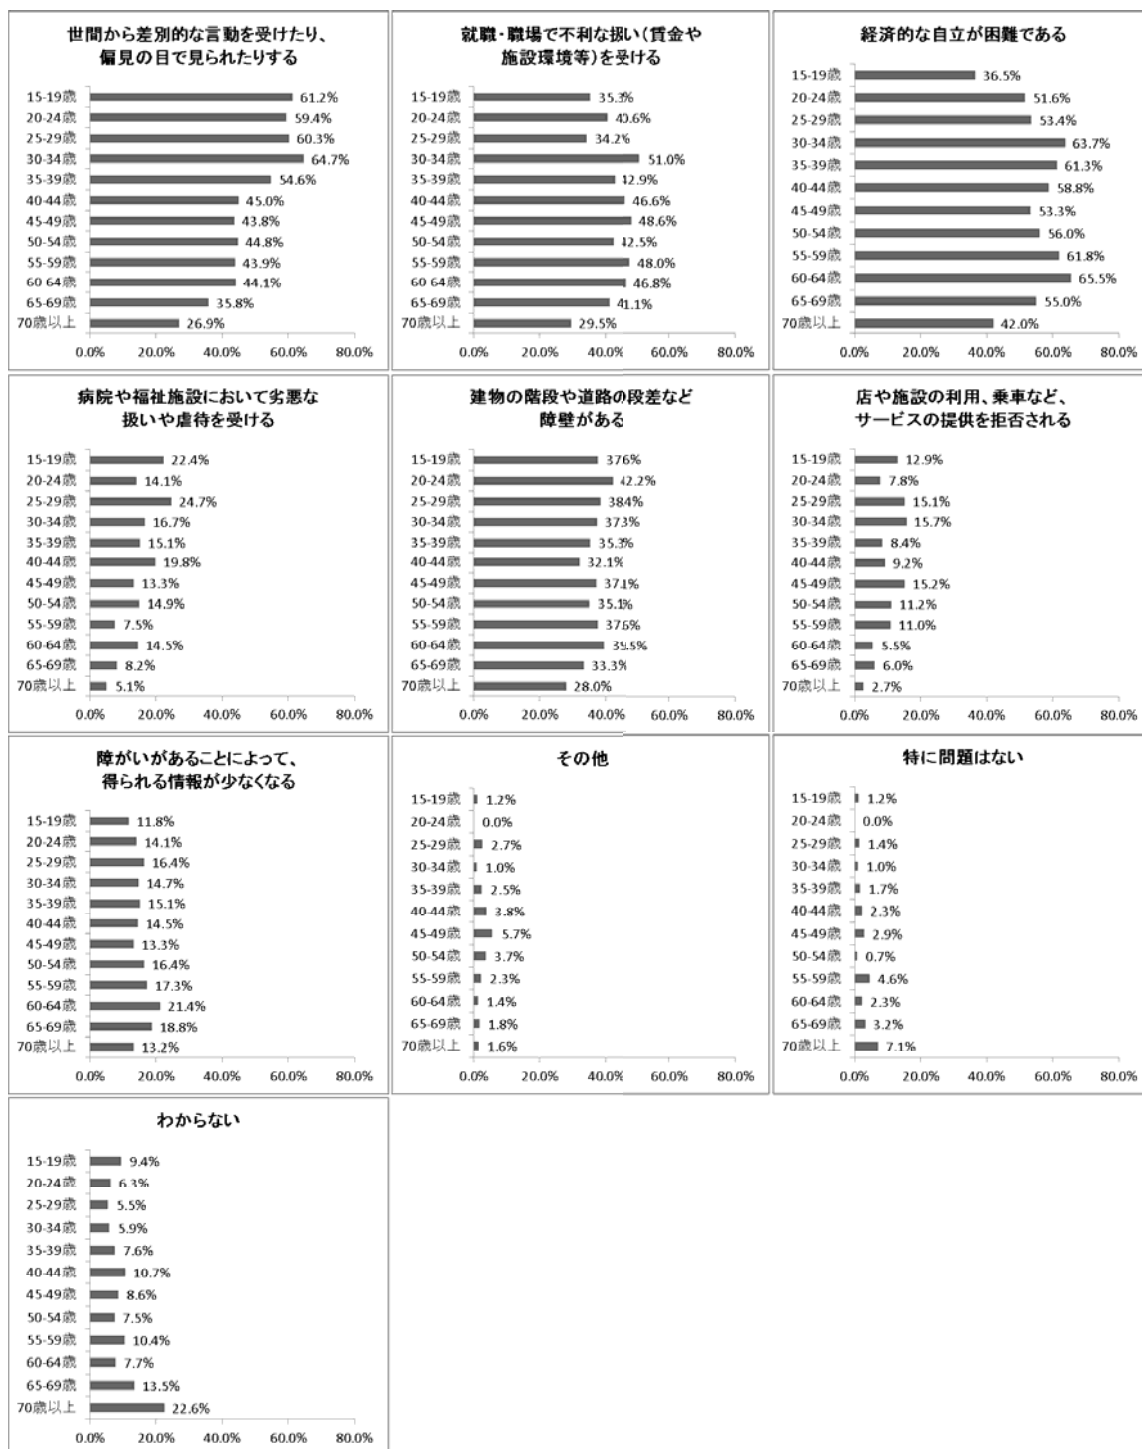 世間から差別的な言動を受けたり、
偏見の目で見られたりする
15-19歳 61.2%
20-24歳 59.4%
25-29歳 60.3%
30-34歳 64.7%
35-39歳 54.6%
40-44歳 45.0%
45-49歳 43.8%
50-54歳 44.8%
55-59歳 43.9%
60-64歳 44.1%
65-69歳 35.8%
70歳以上 26.9%
0.0% 20.0% 40.0% 60.0% 80.0%
就職・職場で不利な扱い(賃金や
施設環境等)を受ける
15-19歳 35.3%
20-24歳 40.6%
25-29歳 34.2%
30-34歳 51.0%
35-39歳 42.9%
40-44歳 46.6%
45-49歳 48.6%
50-54歳 42.5%
55-59歳 48.0%
60-64歳 46.8%
65-69歳 41.1%
70歳以上 29.5%
0.0% 20.0% 40.0% 60.0% 80.0%
経済的な自立が困難である
15-19歳 36.5%
20-24歳 51.6%
25-29歳 53.4%
30-34歳 63.7%
35-39歳 61.3%
40-44歳 58.8%
45-49歳 53.3%
50-54歳 56.0%
55-59歳 61.8%
60-64歳 65.5%
65-69歳 55.0%
70歳以上 42.0%
0.0% 20.0% 40.0% 60.0% 80.0%
病院や福祉施設において劣悪な
扱いや虐待を受ける
15-19歳 22.4%
20-24歳 14.1%
25-29歳 24.7%
30-34歳 16.7%
35-39歳 15.1%
40-44歳 19.8%
45-49歳 13.3%
50-54歳 14.9%
55-59歳 7.5%
60-64歳 14.5%
65-69歳 8.2%
70歳以上 5.1%
0.0% 20.0% 40.0% 60.0% 80.0%
建物の階段や道路の段差など
障壁がある
15-19歳 37.6%
20-24歳 42.2%
25-29歳 38.4%
30-34歳 37.3%
35-39歳 35.3%
40-44歳 32.1%
45-49歳 37.1%
50-54歳 35.1%
55-59歳 37.6%
60-64歳 39.5%
65-69歳 33.3%
70歳以上 28.0%
0.0% 20.0% 40.0% 60.0% 80.0%
店や施設の利用、乗車など、
サービスの提供を拒否される
15-19歳 12.9%
20-24歳 7.8%
25-29歳 15.1%
30-34歳 15.7%
35-39歳 8.4%
40-44歳 9.2%
45-49歳 15.2%
50-54歳 11.2%
55-59歳 11.0%
60-64歳 5.5%
65-69歳 6.0%
70歳以上 2.7%
0.0% 20.0% 40.0% 60.0% 80.0%
障がいがあることによって、
得られる情報が少なくなる
15-19歳 11.8%
20-24歳 14.1%
25-29歳 16.4%
30-34歳 14.7%
35-39歳 15.1%
40-44歳 14.5%
45-49歳 13.3%
50-54歳 16.4%
55-59歳 17.3%
60-64歳 21.4%
65-69歳 18.8%
70歳以上 13.2%
0.0% 20.0% 40.0% 60.0% 80.0%
その他
15-19歳 1.2%
20-24歳 0.0%
25-29歳 2.7%
30-34歳 1.0%
35-39歳 2.5%
40-44歳 3.8%
45-49歳 5.7%
50-54歳 3.7%
55-59歳 2.3%
60-64歳 1.4%
65-69歳 1.8%
70歳以上 1.6%
0.0% 20.0% 40.0% 60.0% 80.0%
特に問題はない
15-19歳 1.2%
20-24歳 0.0%
25-29歳 1.4%
30-34歳 1.0%
35-39歳 1.7%
40-44歳 2.3%
45-49歳 2.9%
50-54歳 0.7%
55-59歳 4.6%
60-64歳 2.3%
65-69歳 3.2%
70歳以上 7.1%
0.0% 20.0% 40.0% 60.0% 80.0%
わからない
15-19歳 9.4%
20-24歳 6.3%
25-29歳 5.5%
30-34歳 5.9%
35-39歳 7.6%
40-44歳 10.7%
45-49歳 8.6%
50-54歳 7.5%
55-59歳 10.4%
60-64歳 7.7%
65-69歳 13.5%
70歳以上 22.6%
0.0% 20.0% 40.0% 60.0% 80.0%